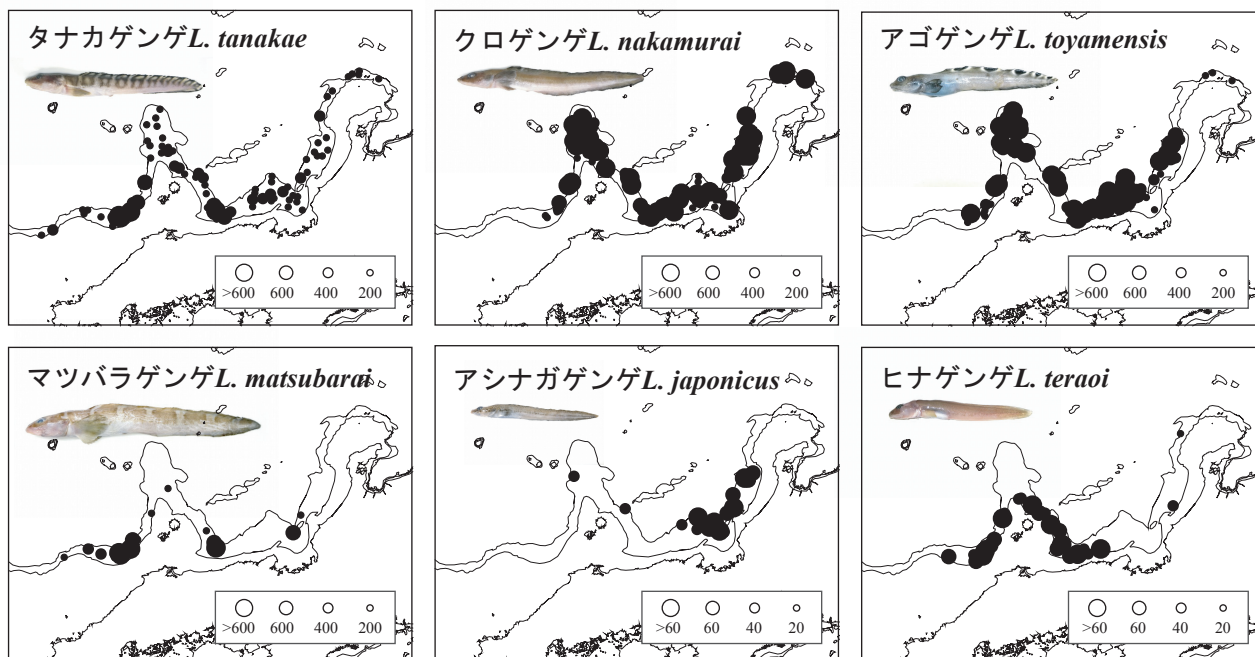 タナカゲンゲL. tanakae
>600 600 400 200
クロゲンゲL. nakamurai
>600 600 400 200
アゴゲンゲL. toyamensis
>600 600 400 200
マツバラゲンゲL. matsubarai
>600 600 400 200
アシナガゲンゲL. japonicus
>60 60 40 20
ヒナゲンゲL. teraoi
>60 60 40 20